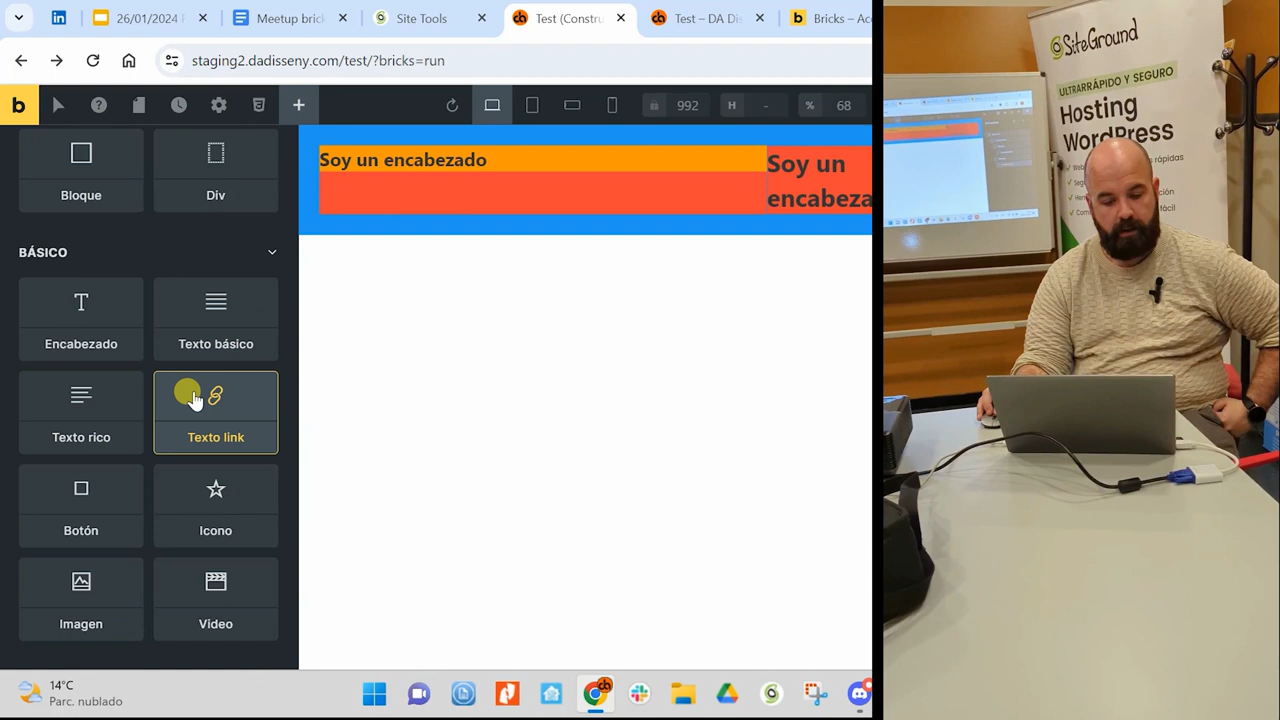 26/01/2024 P
Meetup bric
Site Tools
Test (Constru
Test – DA Dis
Bricks – Ac
staging2.dadisseny.com/test/?bricks=run
b
992
H
-
%
68
Bloque
Div
BÁSICO
Encabezado
Texto básico
Texto rico
Texto link
Botón
Icono
Imagen
Video
Soy un encabezado
Soy un
encabeza
14°C
Parc. nublado
SiteGround
ULTRARRÁPIDO Y SEGURO
Hosting
WordPress